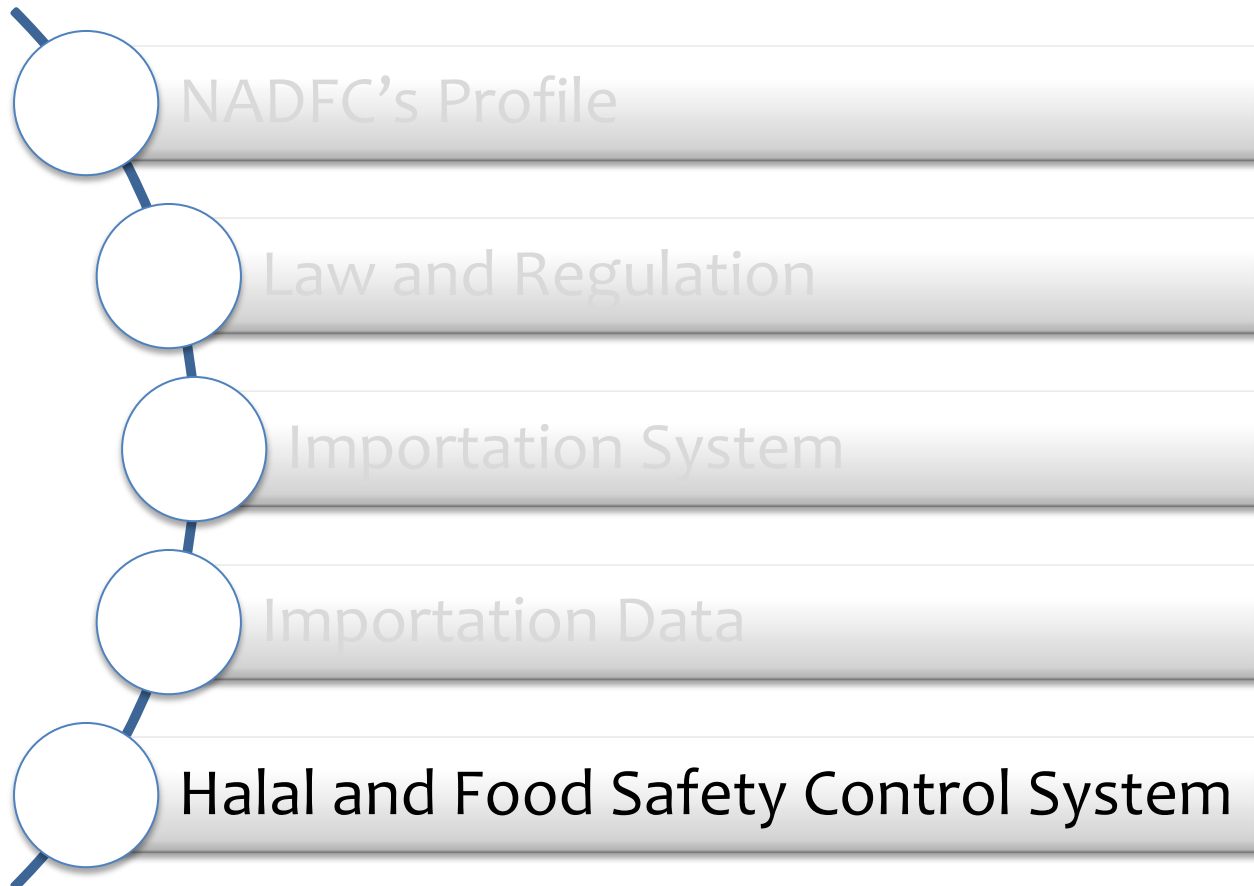 NADFC’s Profile
Law and Regulation
Importation System
Importation Data
Halal and Food Safety Control System